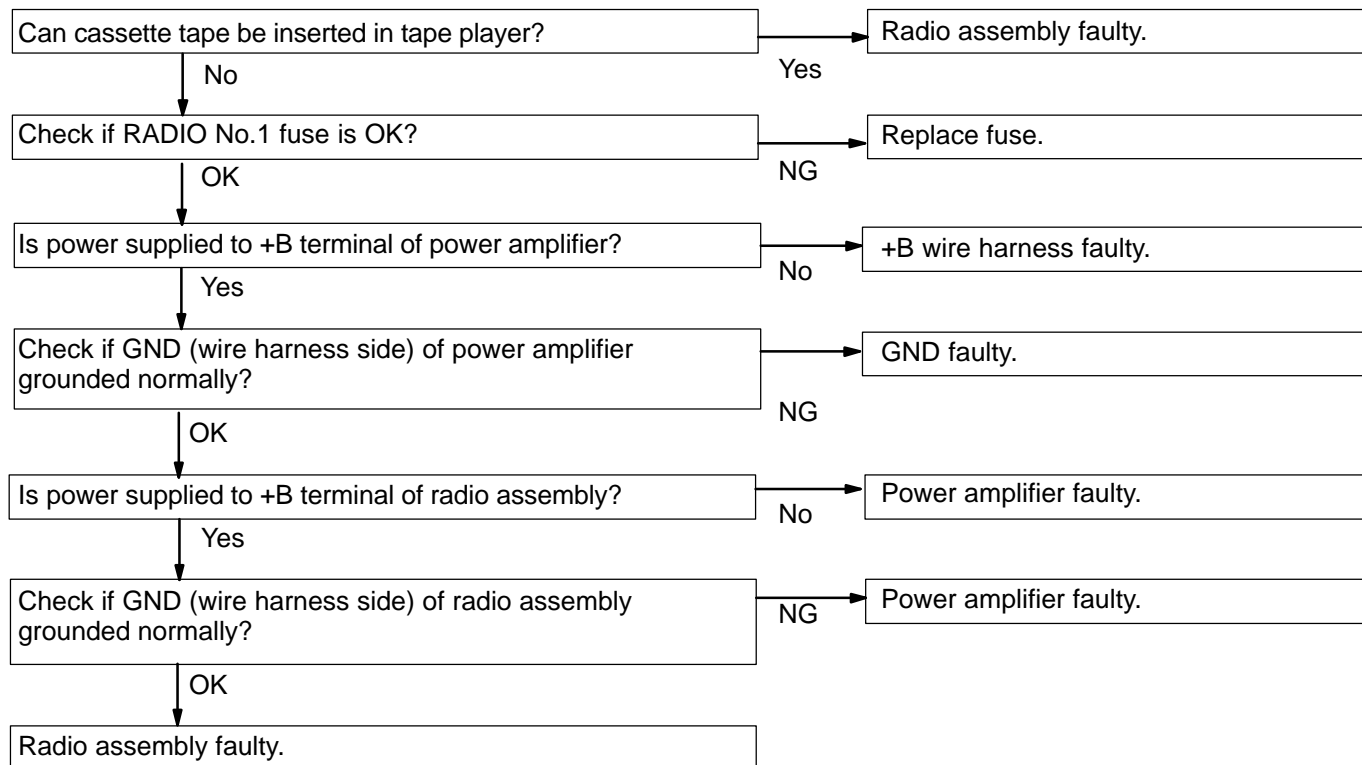 Can cassette tape be inserted in tape player?
Radio assembly faulty.
Yes
No
Check if RADIO No.1 fuse is OK?
Replace fuse.
NG
OK
Is power supplied to +B terminal of power amplifier?
+B wire harness faulty.
No
Yes
Check if GND (wire harness side) of power amplifier
grounded normally?
GND faulty.
NG
OK
Is power supplied to +B terminal of radio assembly?
Power amplifier faulty.
No
Yes
Check if GND (wire harness side) of radio assembly
grounded normally?
Power amplifier faulty.
NG
OK
Radio assembly faulty.